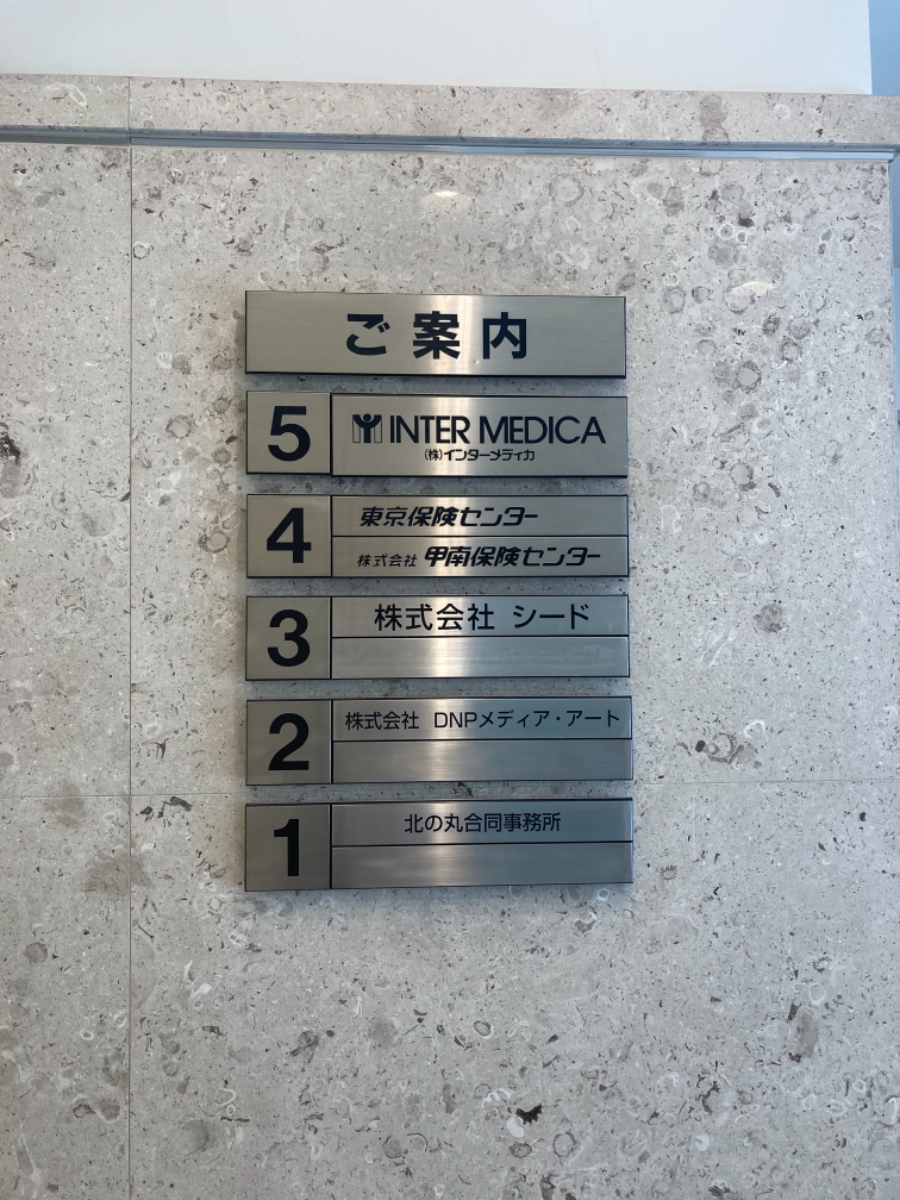 ご案内
5 INTER MEDICA
(株)インターメディカ
4 東京保険センター
株式会社 甲南保険センター
3 株式会社 シード
2 株式会社 DNPメディア・アート
1 北の丸合同事務所